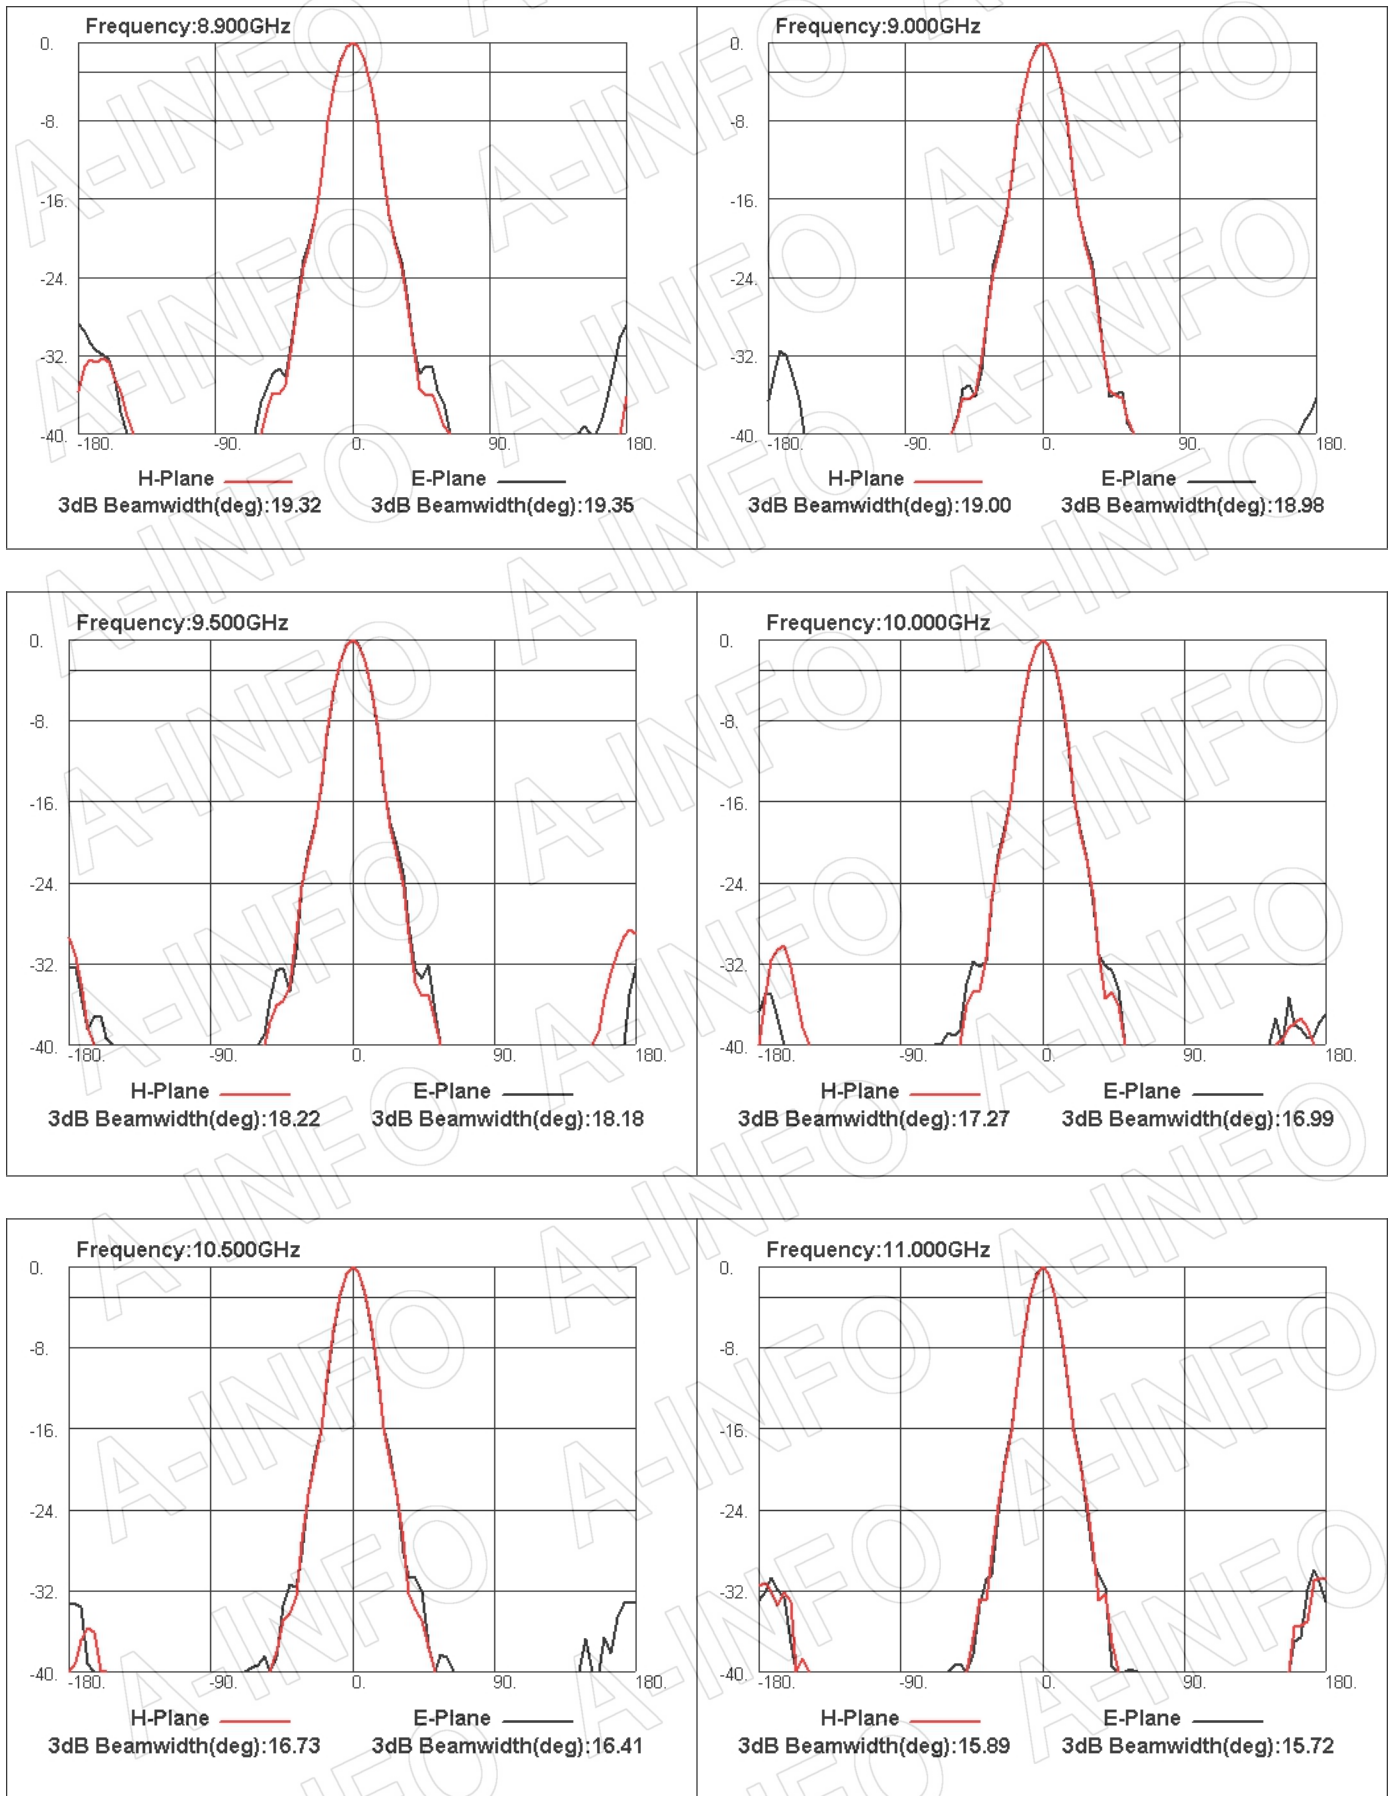 Frequency:8.900GHz
0.
-8.
-16.
-24.
-32.
-40.
-180. -90. 0. 90. 180.
H-Plane E-Plane
3dB Beamwidth(deg):19.32 3dB Beamwidth(deg):19.35
Frequency:9.000GHz
0.
-8.
-16.
-24.
-32.
-40.
-180. -90. 0. 90. 180.
H-Plane E-Plane
3dB Beamwidth(deg):19.00 3dB Beamwidth(deg):18.98
Frequency:9.500GHz
0.
-8.
-16.
-24.
-32.
-40.
-180. -90. 0. 90. 180.
H-Plane E-Plane
3dB Beamwidth(deg):18.22 3dB Beamwidth(deg):18.18
Frequency:10.000GHz
0.
-8.
-16.
-24.
-32.
-40.
-180. -90. 0. 90. 180.
H-Plane E-Plane
3dB Beamwidth(deg):17.27 3dB Beamwidth(deg):16.99
Frequency:10.500GHz
0.
-8.
-16.
-24.
-32.
-40.
-180. -90. 0. 90. 180.
H-Plane E-Plane
3dB Beamwidth(deg):16.73 3dB Beamwidth(deg):16.41
Frequency:11.000GHz
0.
-8.
-16.
-24.
-32.
-40.
-180. -90. 0. 90. 180.
H-Plane E-Plane
3dB Beamwidth(deg):15.89 3dB Beamwidth(deg):15.72
A-INFO